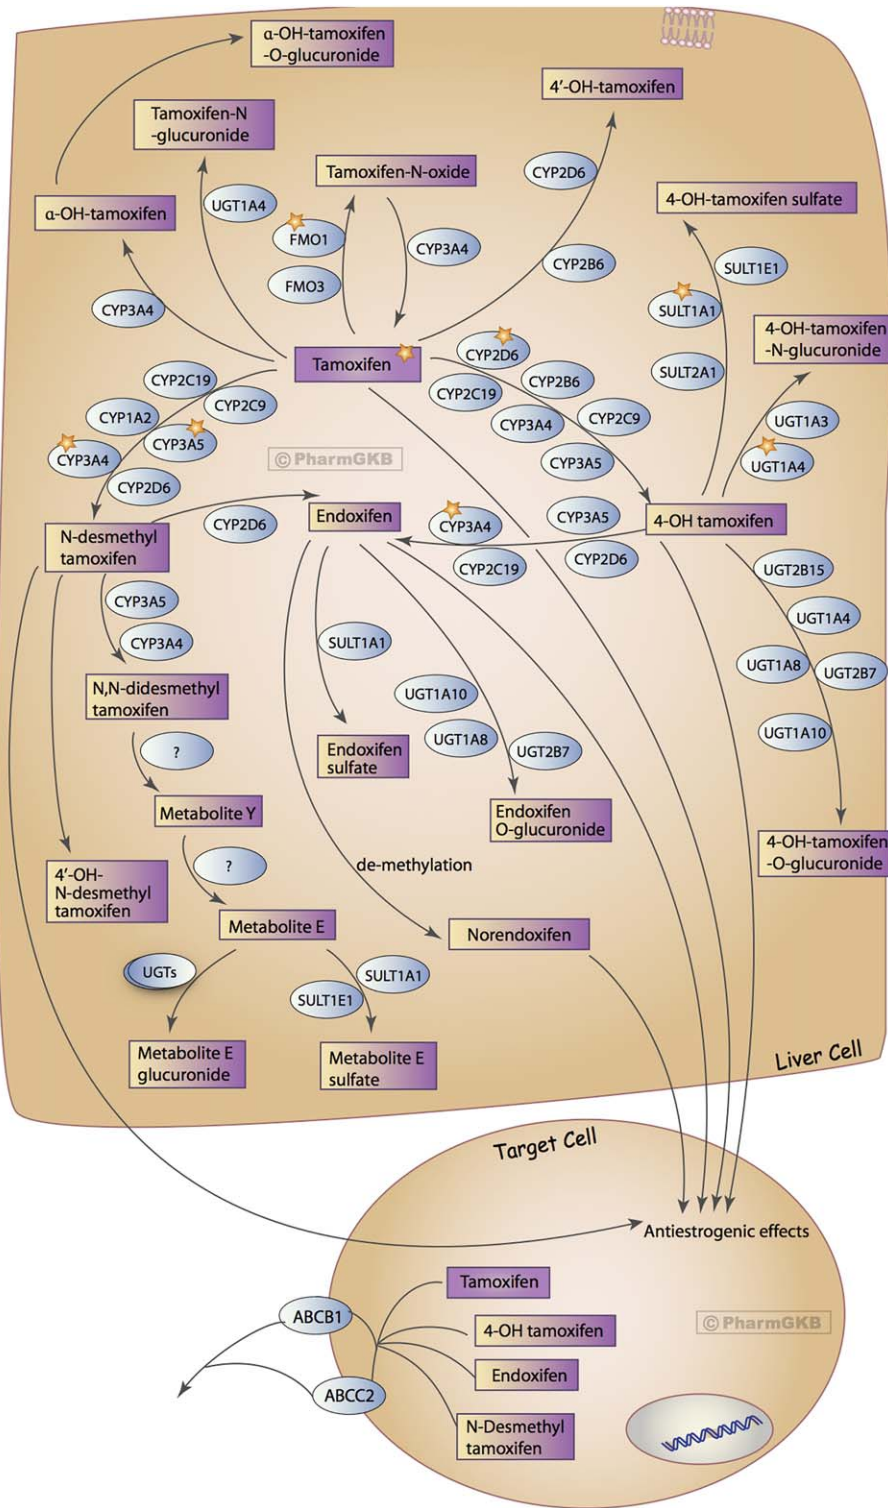 α-OH-tamoxifen
-O-glucuronide
4′-OH-tamoxifen
Tamoxifen-N
-glucuronide
Tamoxifen-N-oxide
CYP2D6
4-OH-tamoxifen sulfate
α-OH-tamoxifen
UGT1A4
FMO1
CYP3A4
FMO3
CYP2B6
SULT1E1
CYP3A4
SULT1A1
4-OH-tamoxifen
-N-glucuronide
Tamoxifen
CYP2D6
SULT2A1
CYP2C19
CYP2B6
CYP2C19
CYP1A2
CYP2C9
CYP3A4
CYP2C9
UGT1A3
CYP3A5
CYP3A4
© PharmGKB
CYP3A5
UGT1A4
CYP2D6
Endoxifen
CYP2D6
CYP3A4
CYP3A5
4-OH tamoxifen
N-desmethyl
tamoxifen
CYP2C19
CYP2D6
UGT2B15
CYP3A5
UGT1A4
CYP3A4
SULT1A1
UGT1A8
UGT2B7
N,N-didesmethyl
tamoxifen
UGT1A10
UGT1A8
UGT2B7
UGT1A10
?
Endoxifen
sulfate
Metabolite Y
Endoxifen
O-glucuronide
4-OH-tamoxifen
-O-glucuronide
?
de-methylation
4′-OH-
N-desmethyl
tamoxifen
Metabolite E
Norendoxifen
UGTs
SULT1A1
SULT1E1
Metabolite E
glucuronide
Metabolite E
sulfate
Liver Cell
Target Cell
Antiestrogenic effects
Tamoxifen
ABCB1
4-OH tamoxifen
© PharmGKB
Endoxifen
ABCC2
N-Desmethyl
tamoxifen